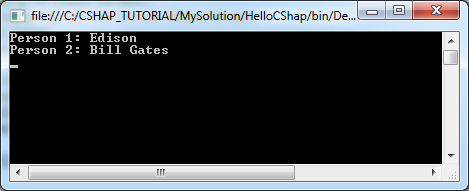 file:///C:/CSHAP_TUTORIAL/MySolution/HelloCShap/bin/De...
Person 1: Edison
Person 2: Bill Gates